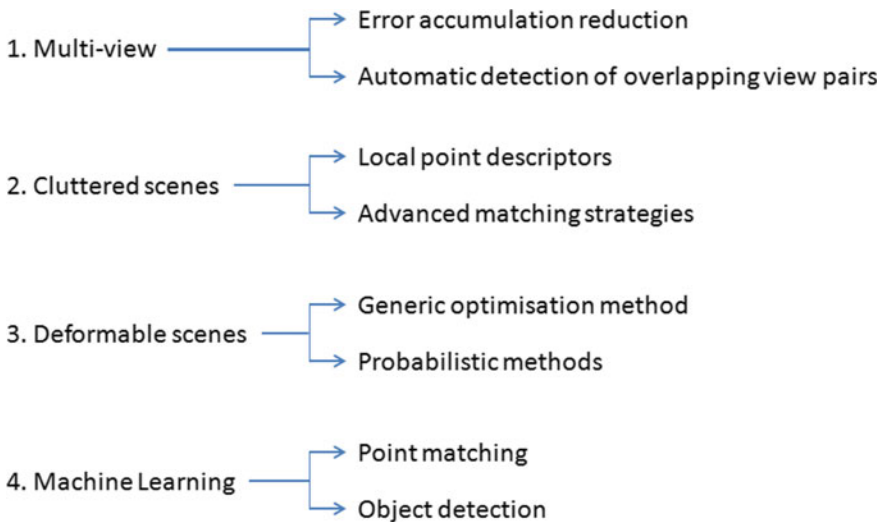 1. Multi-view
Error accumulation reduction
Automatic detection of overlapping view pairs
2. Cluttered scenes
Local point descriptors
Advanced matching strategies
3. Deformable scenes
Generic optimisation method
Probabilistic methods
4. Machine Learning
Point matching
Object detection